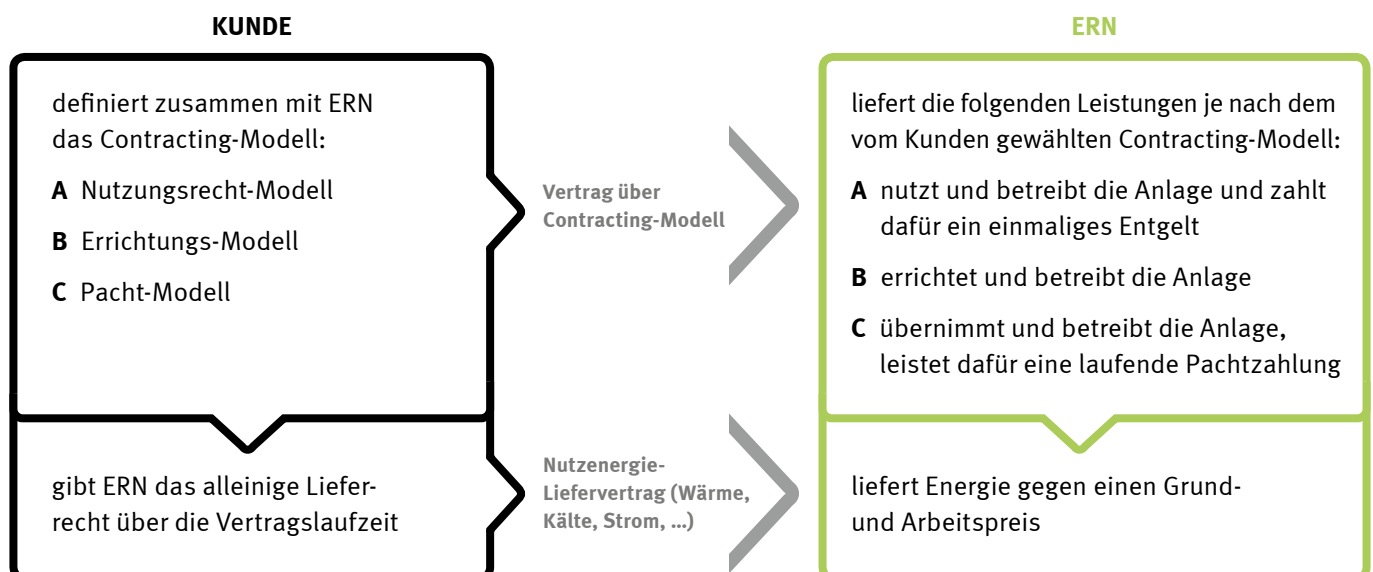 KUNDE
definiert zusammen mit ERN
das Contracting-Modell:
A Nutzungsrecht-Modell
B Errichtungs-Modell
C Pacht-Modell
gibt ERN das alleinige Liefer-
recht über die Vertragslaufzeit
Vertrag über
Contracting-Modell
Nutzenergie-
Liefervertrag (Wärme,
Kälte, Strom, ...)
ERN
liefert die folgenden Leistungen je nach dem
vom Kunden gewählten Contracting-Modell:
A nutzt und betreibt die Anlage und zahlt
dafür ein einmaliges Entgelt
B errichtet und betreibt die Anlage
C übernimmt und betreibt die Anlage,
leistet dafür eine laufende Pachtzahlung
liefert Energie gegen einen Grund-
und Arbeitspreis